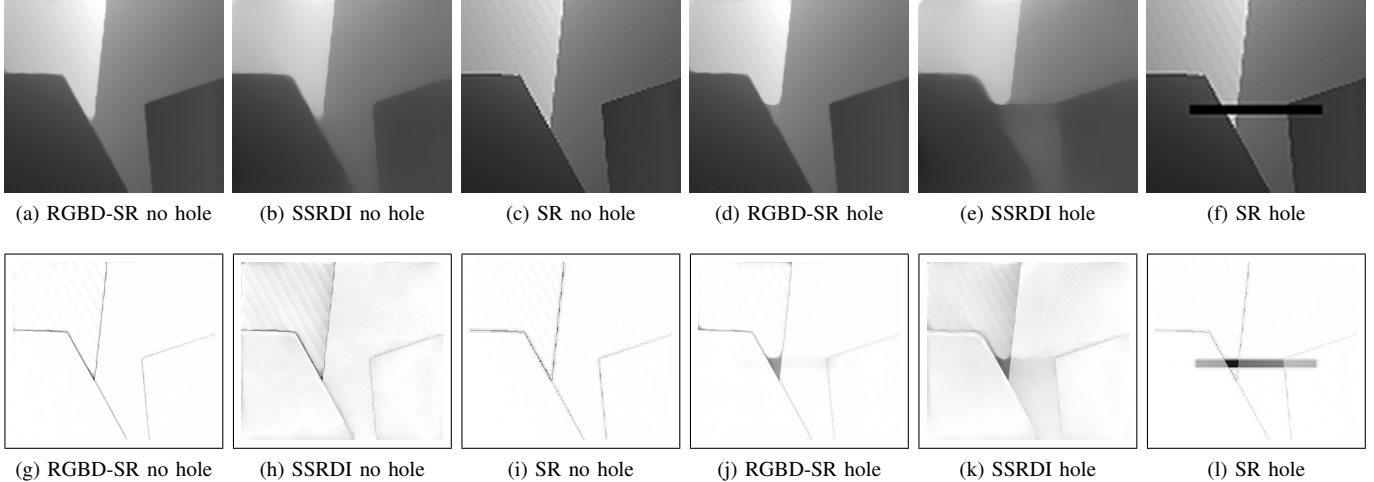 (a) RGBD-SR no hole (b) SSRDI no hole (c) SR no hole (d) RGBD-SR hole (e) SSRDI hole (f) SR hole
(g) RGBD-SR no hole (h) SSRDI no hole (i) SR no hole (j) RGBD-SR hole (k) SSRDI hole (l) SR hole